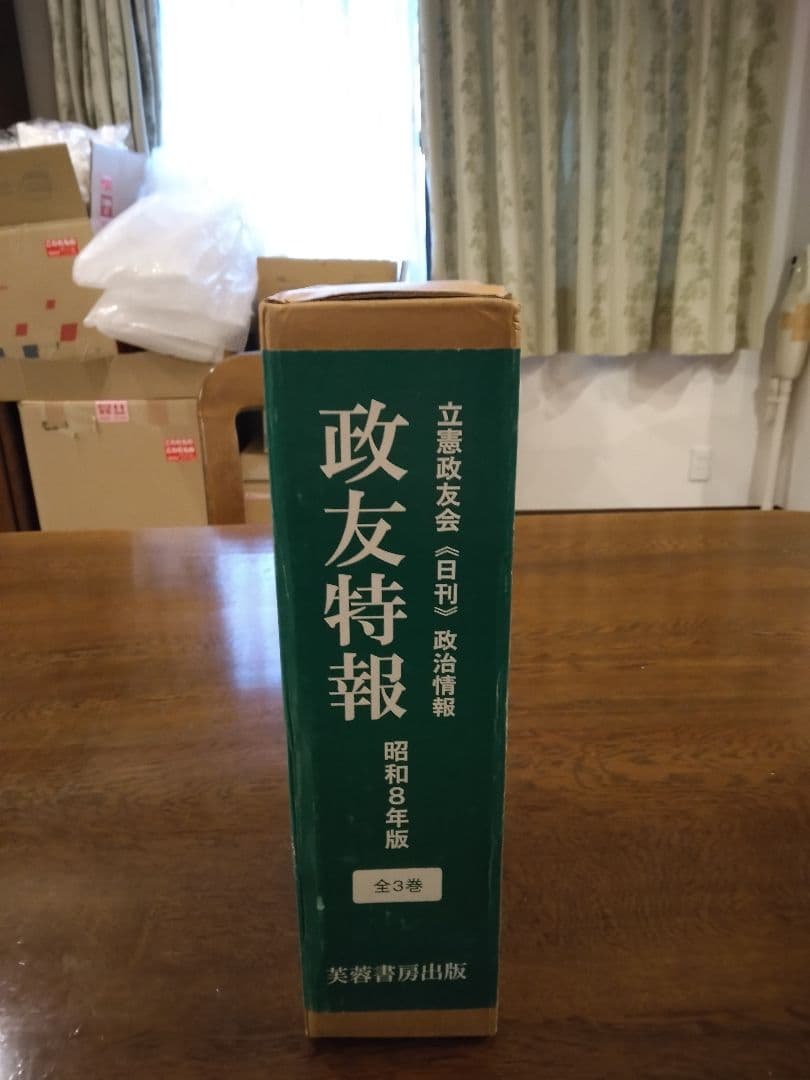 立憲政友会《日刊》政治情報
政友特報
昭和8年版
全3巻
芙蓉書房出版